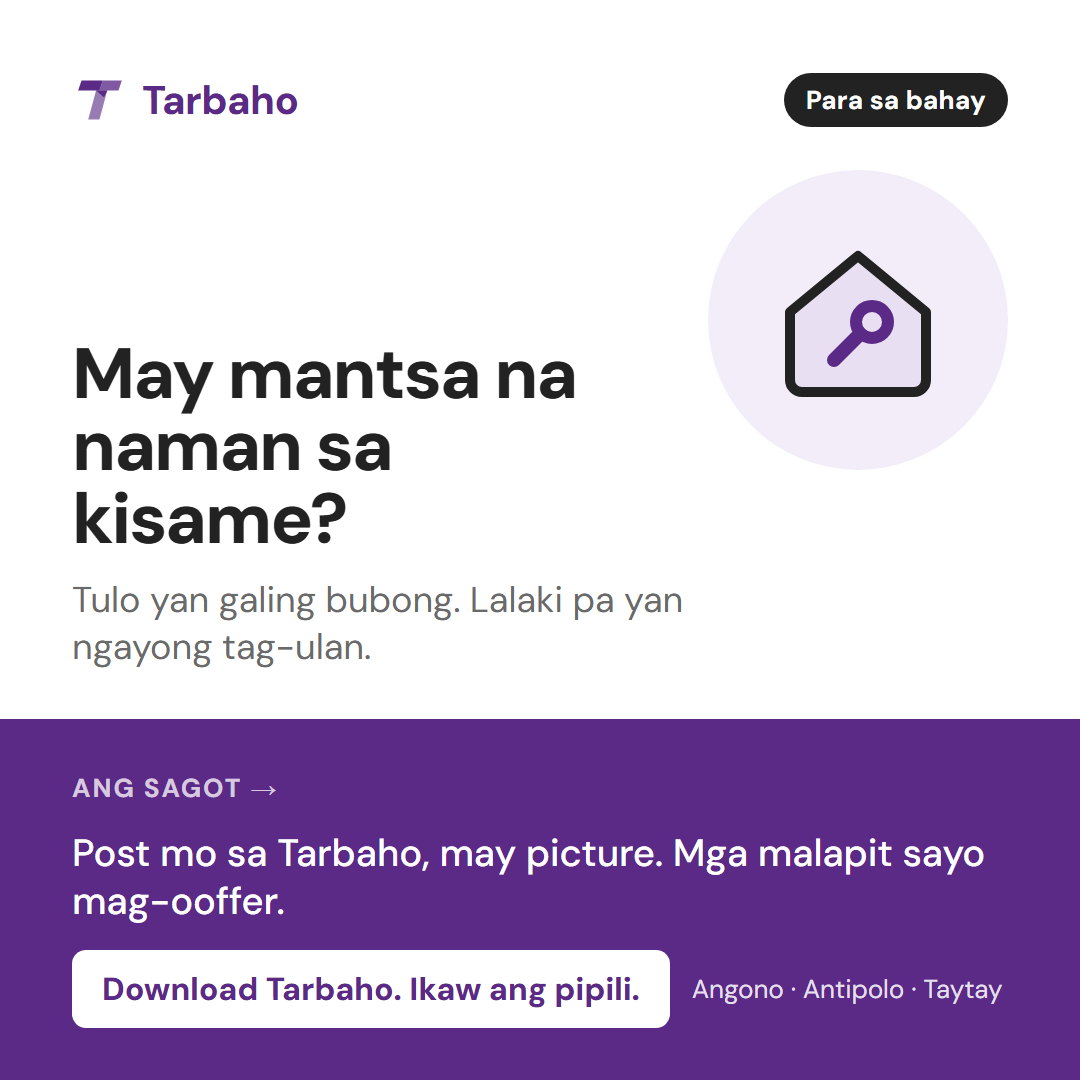 Tarbaho
Para sa bahay
May mantsa na
naman sa
kisame?
Tulo yan galing bubong. Lalaki pa yan
ngayong tag-ulan.
ANG SAGOT →
Post mo sa Tarbaho, may picture. Mga malapit sayo
mag-ooffer.
Download Tarbaho. Ikaw ang pipili.
Angono · Antipolo · Taytay